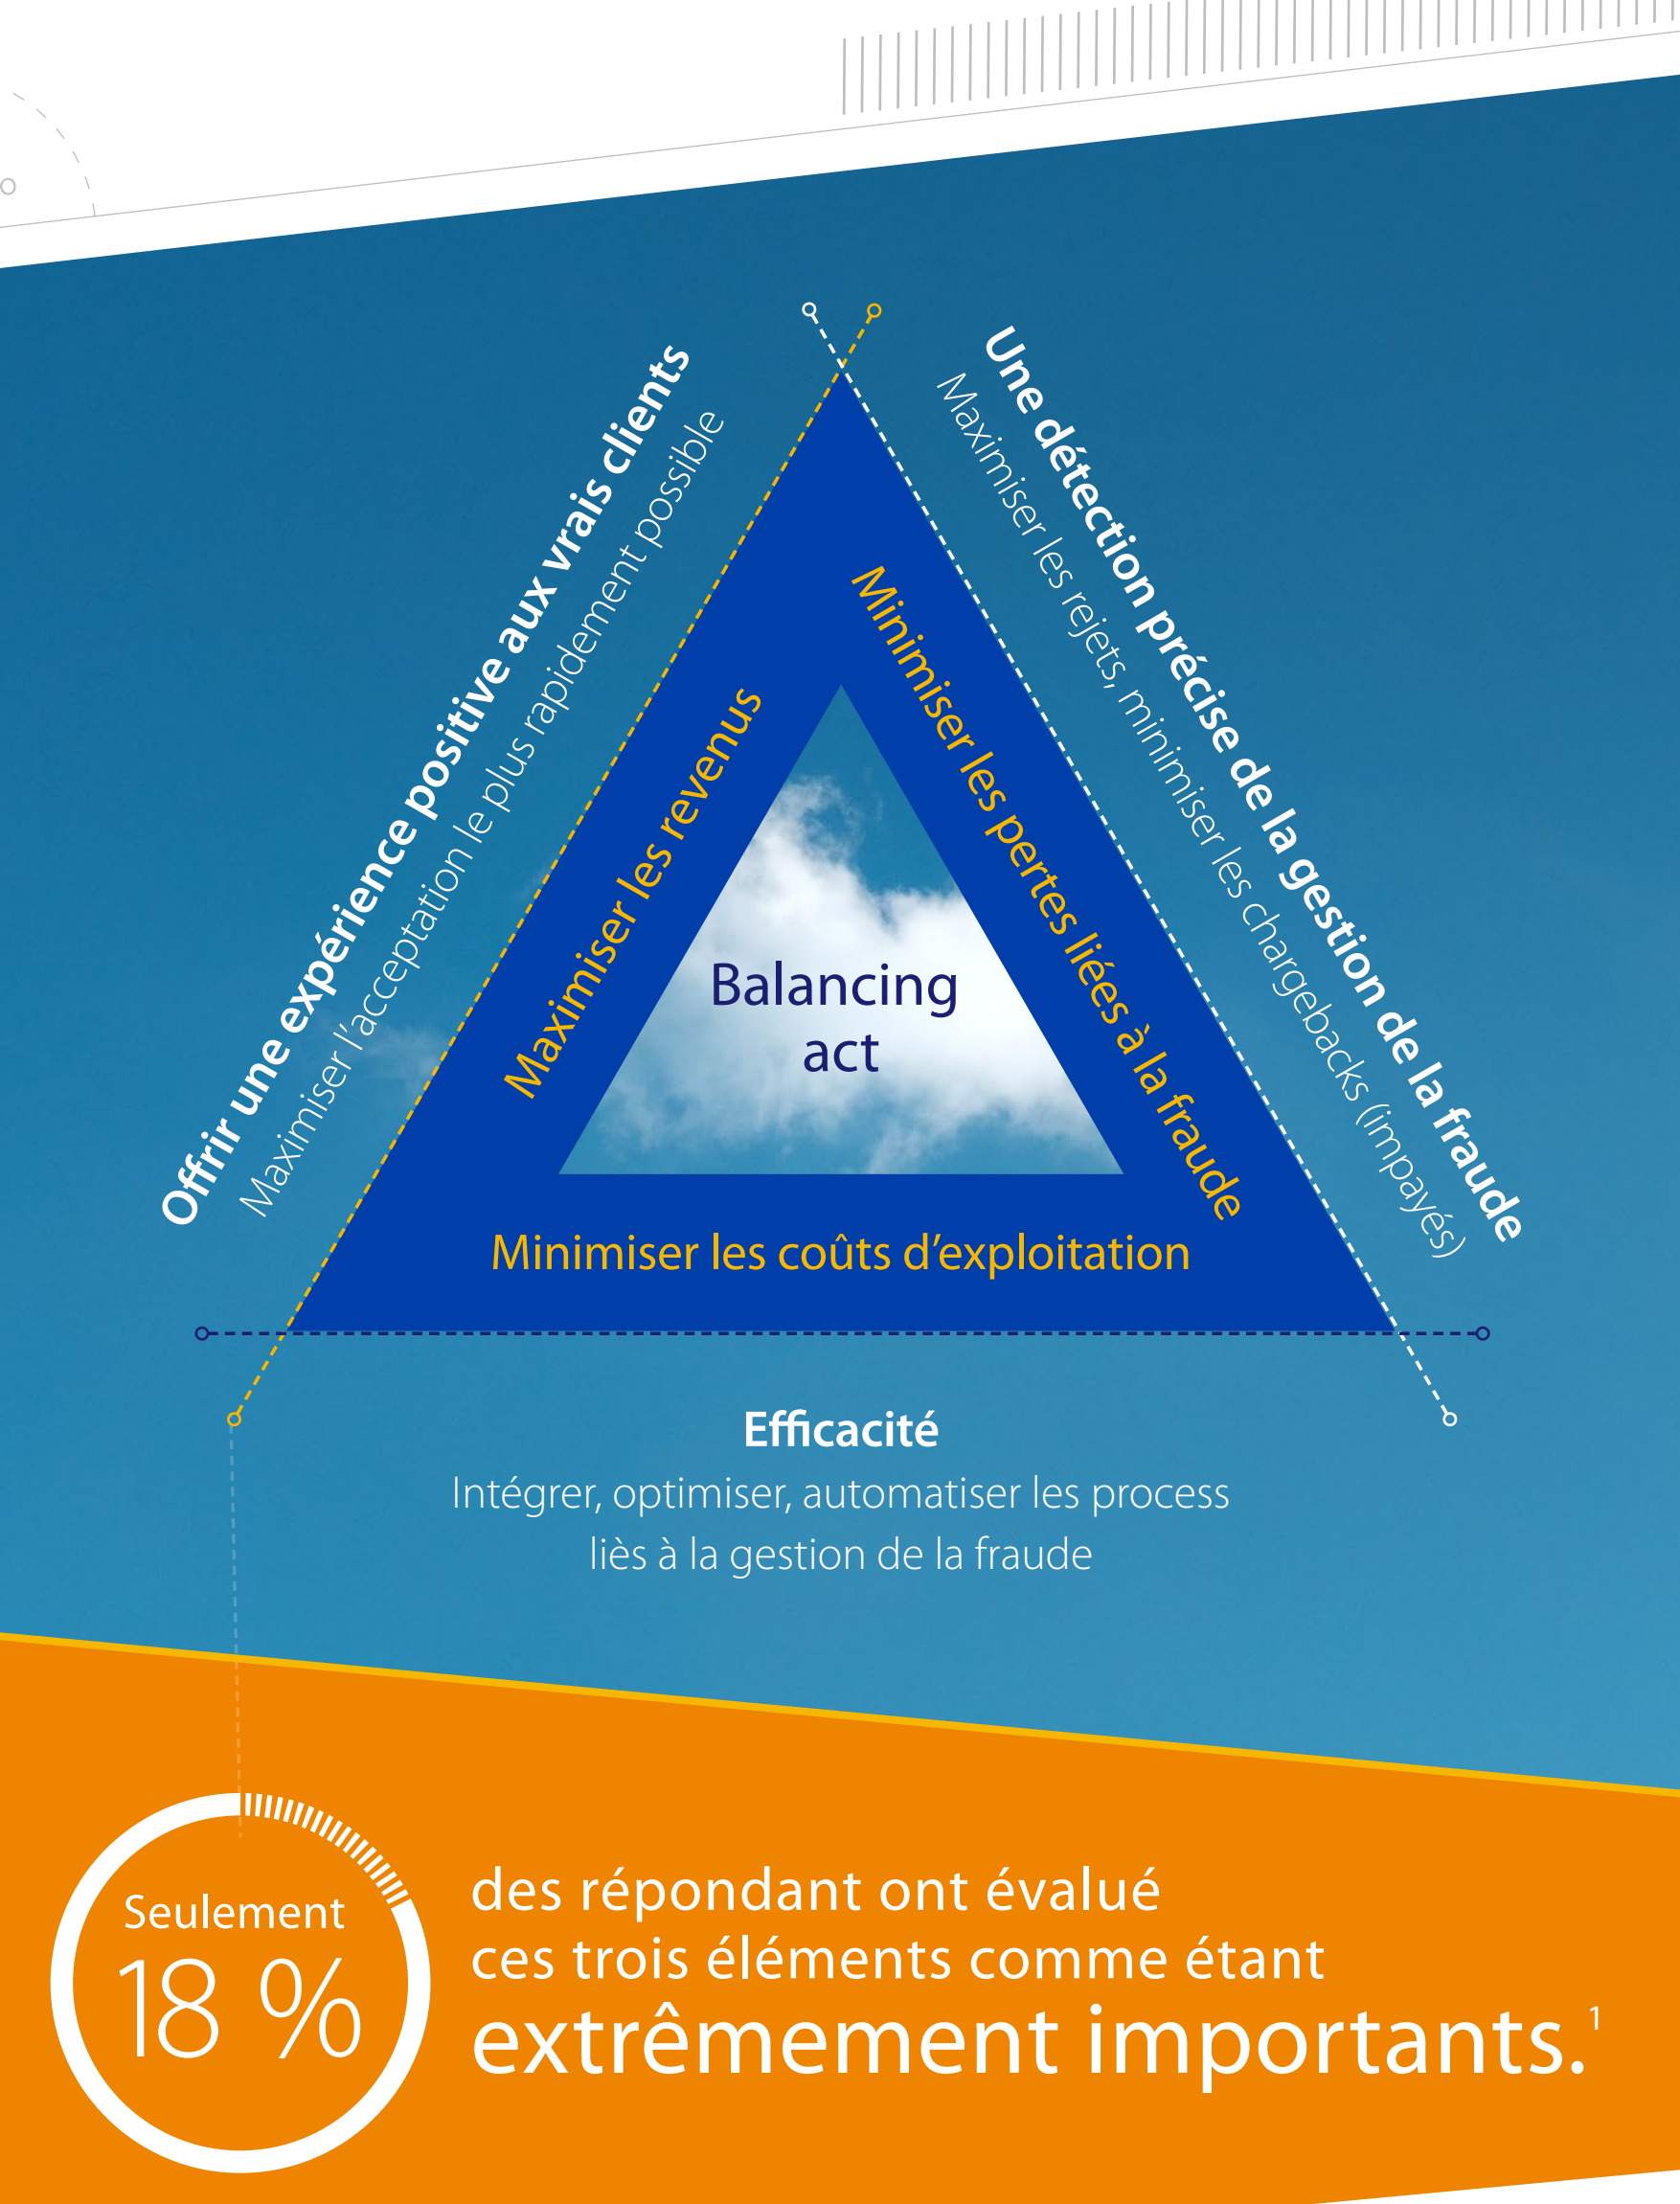 Offrir une expérience positive aux vrais clients
Maximiser l’acceptation le plus rapidement possible
Une détection précise de la gestion de la fraude
Maximiser les rejets, minimiser les chargebacks (impayés)
Maximiser les revenus
Minimiser les pertes liées à la fraude
Balancing
act
Minimiser les coûts d’exploitation
Efficacité
Intégrer, optimiser, automatiser les process
liès à la gestion de la fraude
Seulement
18 %
des répondant ont évalué
ces trois éléments comme étant
extrêmement importants.1